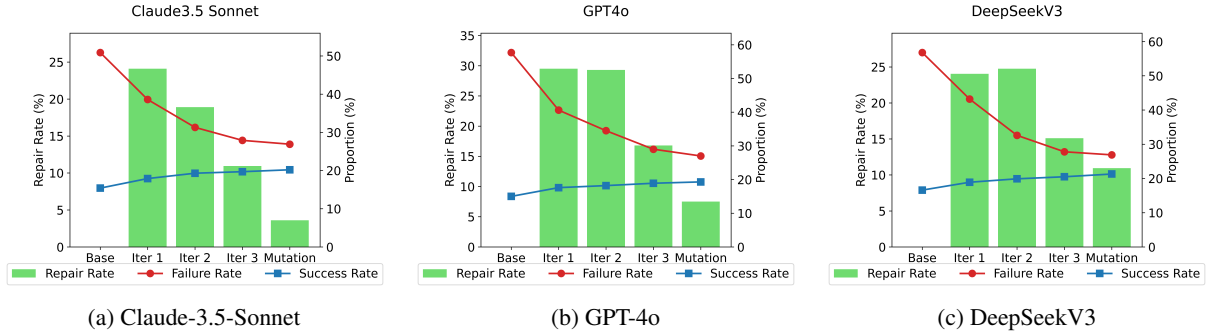 Claude3.5 Sonnet
Repair Rate (%)
0
5
10
15
20
25
Proportion (%)
0
10
20
30
40
50
Base Iter 1 Iter 2 Iter 3 Mutation
Repair Rate Failure Rate Success Rate
(a) Claude-3.5-Sonnet
GPT4o
Repair Rate (%)
0
5
10
15
20
25
30
35
Proportion (%)
0
10
20
30
40
50
60
Base Iter 1 Iter 2 Iter 3 Mutation
Repair Rate Failure Rate Success Rate
(b) GPT-4o
DeepSeekV3
Repair Rate (%)
0
5
10
15
20
25
Proportion (%)
0
10
20
30
40
50
60
Base Iter 1 Iter 2 Iter 3 Mutation
Repair Rate Failure Rate Success Rate
(c) DeepSeekV3